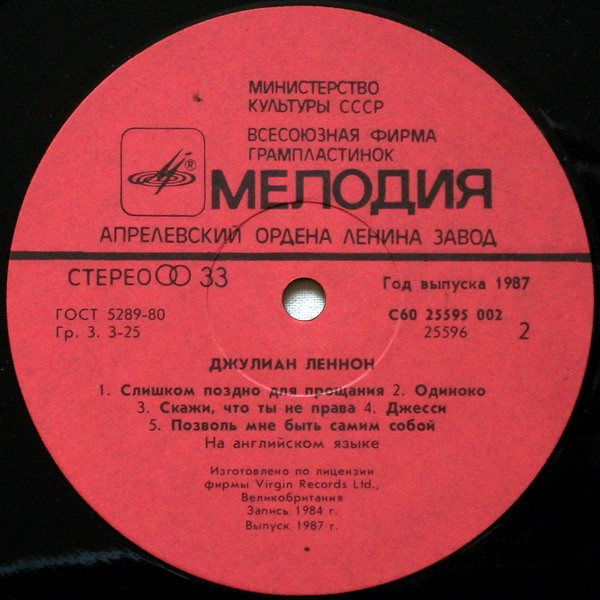 МИНИСТЕРСТВО
КУЛЬТУРЫ СССР
ВСЕСОЮЗНАЯ ФИРМА
ГРАМПЛАСТИНОК
®
МЕЛОДИЯ
АПРЕЛЕВСКИЙ ОРДЕНА ЛЕНИНА ЗАВОД
СТЕРЕО 33
Год выпуска 1987
ГОСТ 5289-80
Гр. 3. 3-25
С60 25595 002
25596 2
ДЖУЛИАН ЛЕННОН
1. Слишком поздно для прощания 2. Одиноко
3. Скажи, что ты не права 4. Джесси
5. Позволь мне быть самим собой
На английском языке
Изготовлено по лицензии
фирмы Virgin Records Ltd.,
Великобритания
Запись 1984 г.
Выпуск 1987 г.